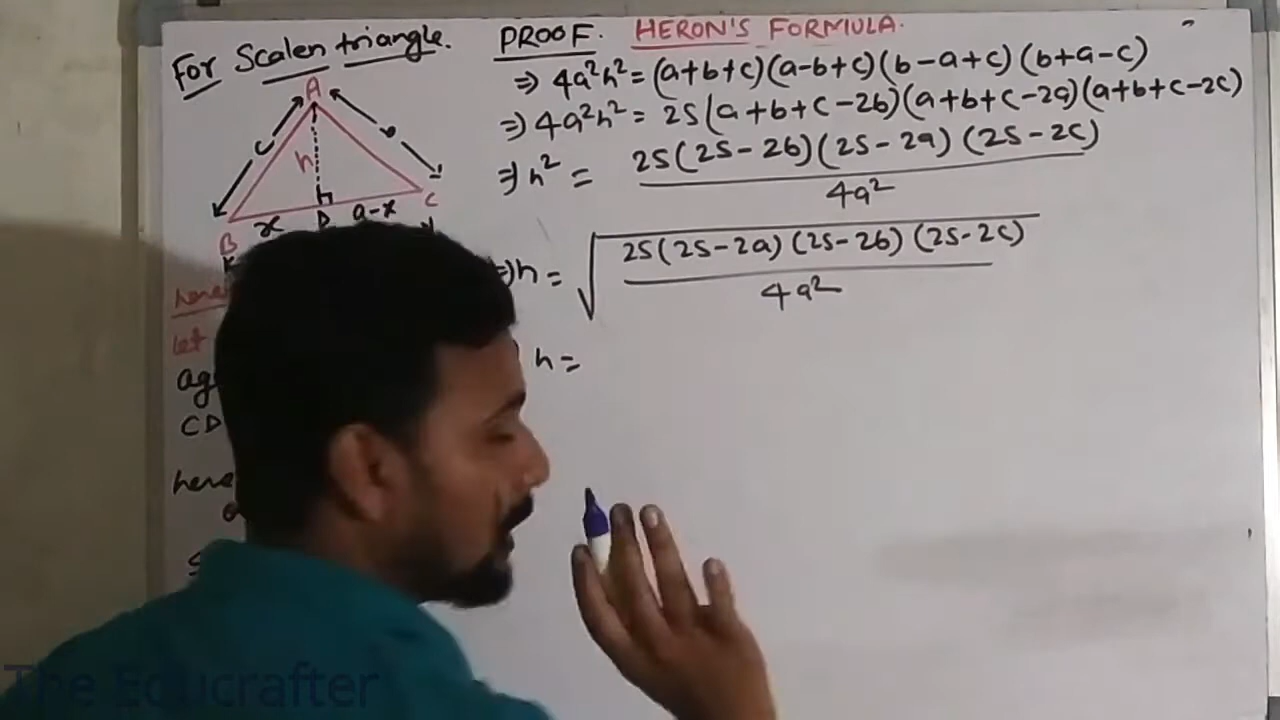 For Scalen triangle.
PROOF. HERON'S FORMULA.
⇒ 4a²h² = (a+b+c)(a-b+c)(b-a+c)(b+a-c)
⇒ 4a²h² = 2S(a+b+c-2b)(a+b+c-2a)(a+b+c-2c)
⇒ h² = 2S(2S-2b)(2S-2a)(2S-2c) / 4a²
⇒ h = √2S(2S-2a)(2S-2b)(2S-2c) / 4a²
h =
A
c
b
h
B
x
D
a-x
C
let
CD
here
The Educrafter